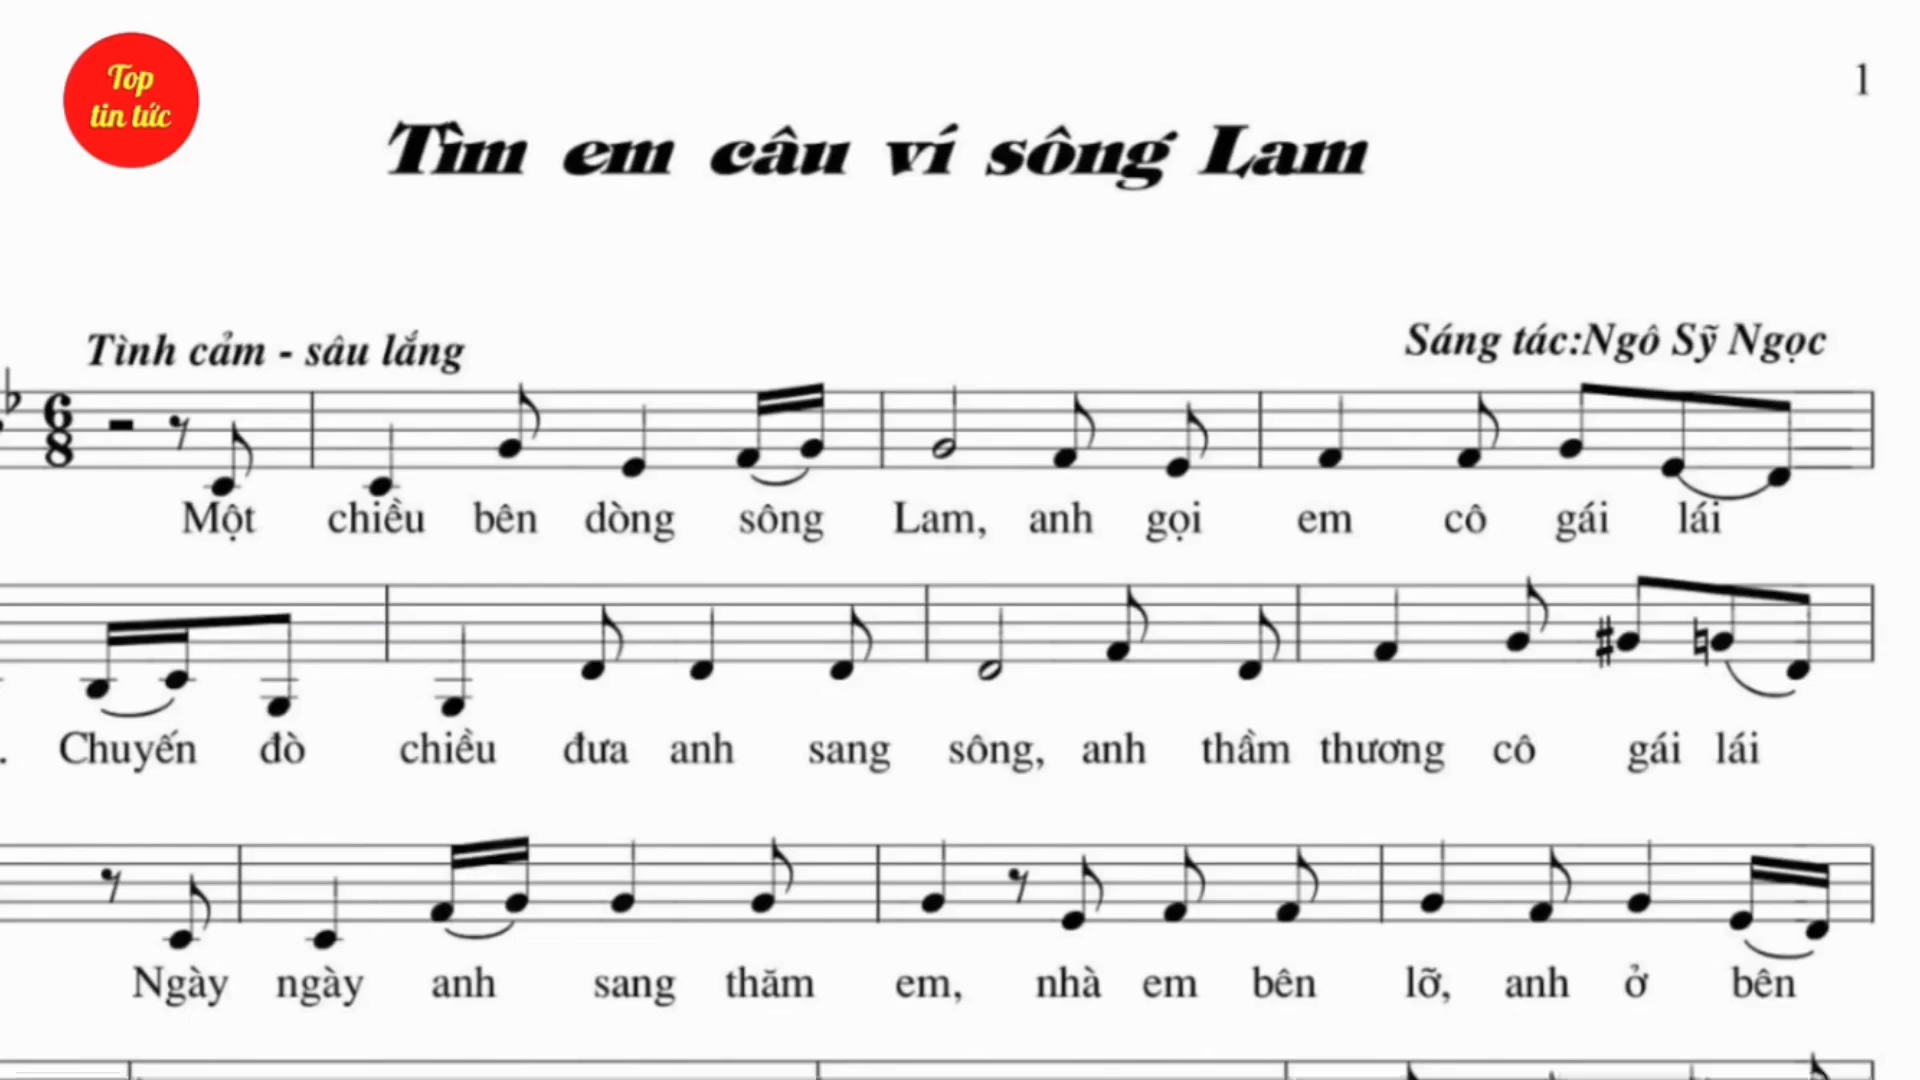 Top
tin tức
1
Tìm em câu ví sông Lam
Tình cảm - sâu lắng
Sáng tác:Ngô Sỹ Ngọc
6
8
Một chiều bên dòng sông Lam, anh gọi em cô gái lái
. Chuyến đò chiều đưa anh sang sông, anh thầm thương cô gái lái
Ngày ngày anh sang thăm em, nhà em bên lỡ, anh ở bên